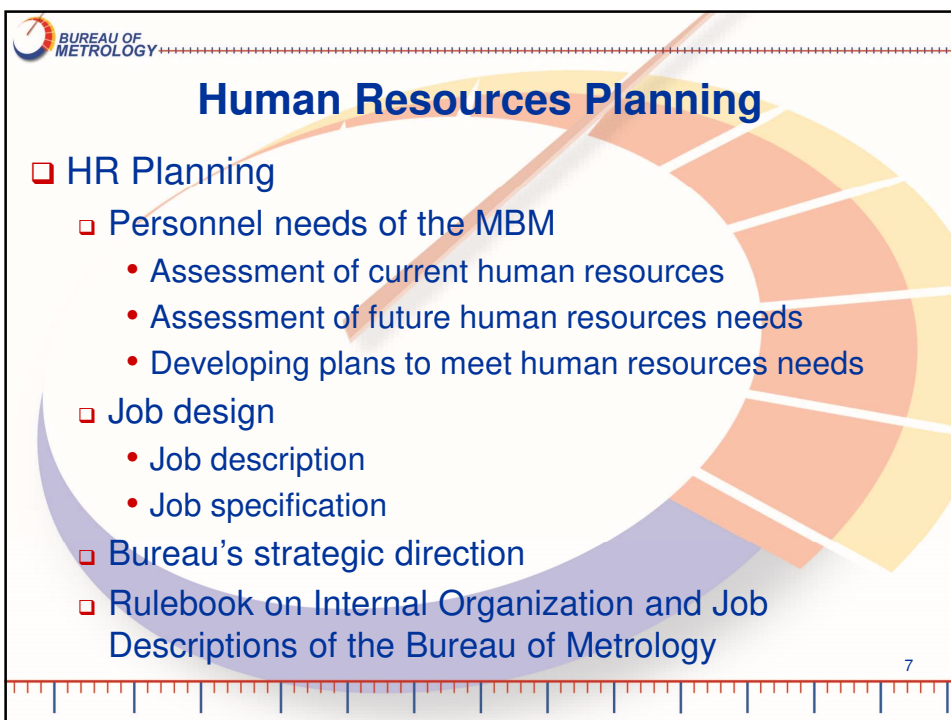 BUREAU OF
METROLOGY
Human Resources Planning
❑ HR Planning
❑ Personnel needs of the MBM
• Assessment of current human resources
• Assessment of future human resources needs
• Developing plans to meet human resources needs
❑ Job design
• Job description
• Job specification
❑ Bureau's strategic direction
❑ Rulebook on Internal Organization and Job
Descriptions of the Bureau of Metrology
7